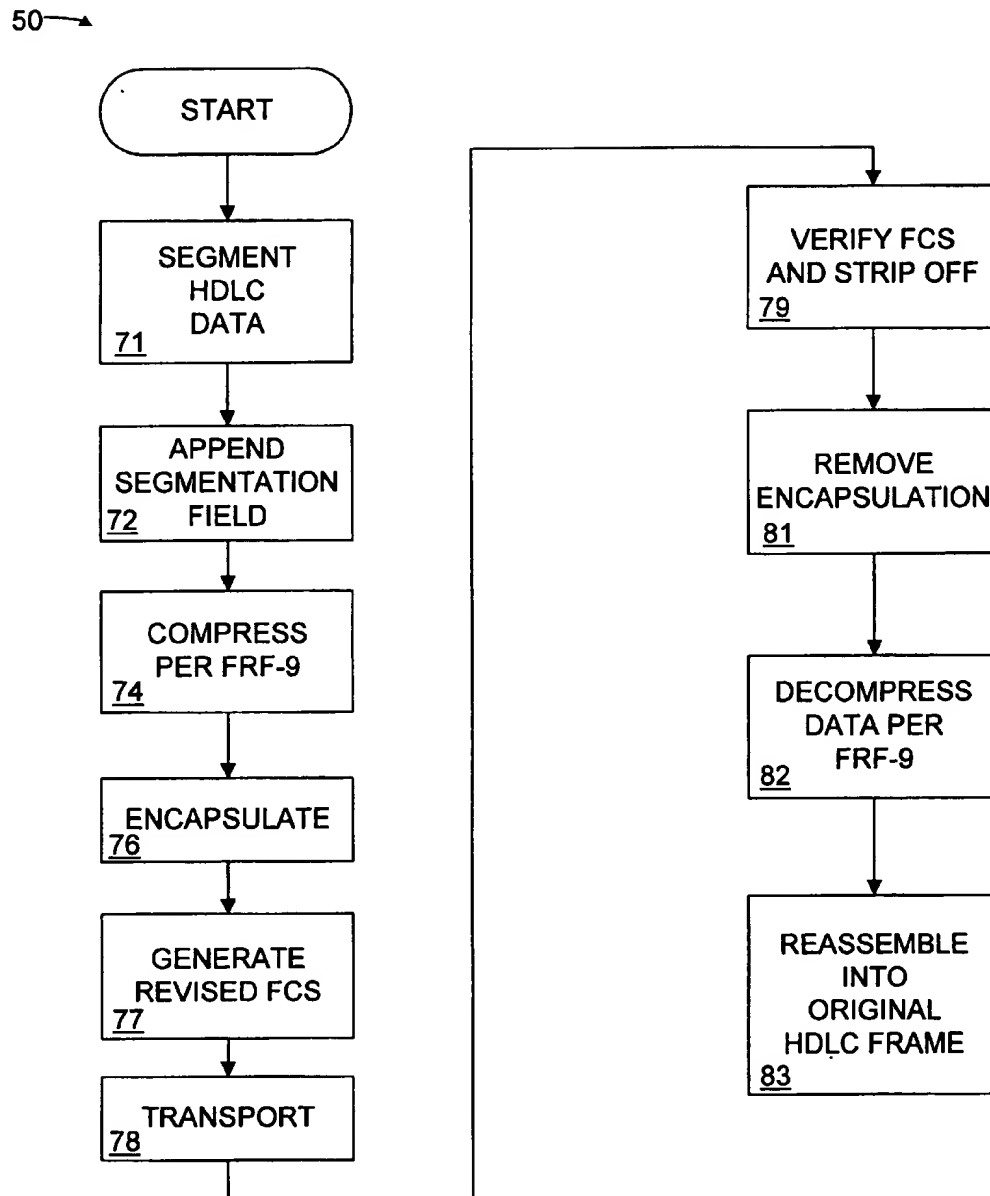 50
START
SEGMENT
HDLC
DATA
71
APPEND
SEGMENTATION
FIELD
72
COMPRESS
PER FRF-9
74
ENCAPSULATE
76
GENERATE
REVISED FCS
77
TRANSPORT
78
VERIFY FCS
AND STRIP OFF
79
REMOVE
ENCAPSULATION
81
DECOMPRESS
DATA PER
FRF-9
82
REASSEMBLE
INTO
ORIGINAL
HDLC FRAME
83